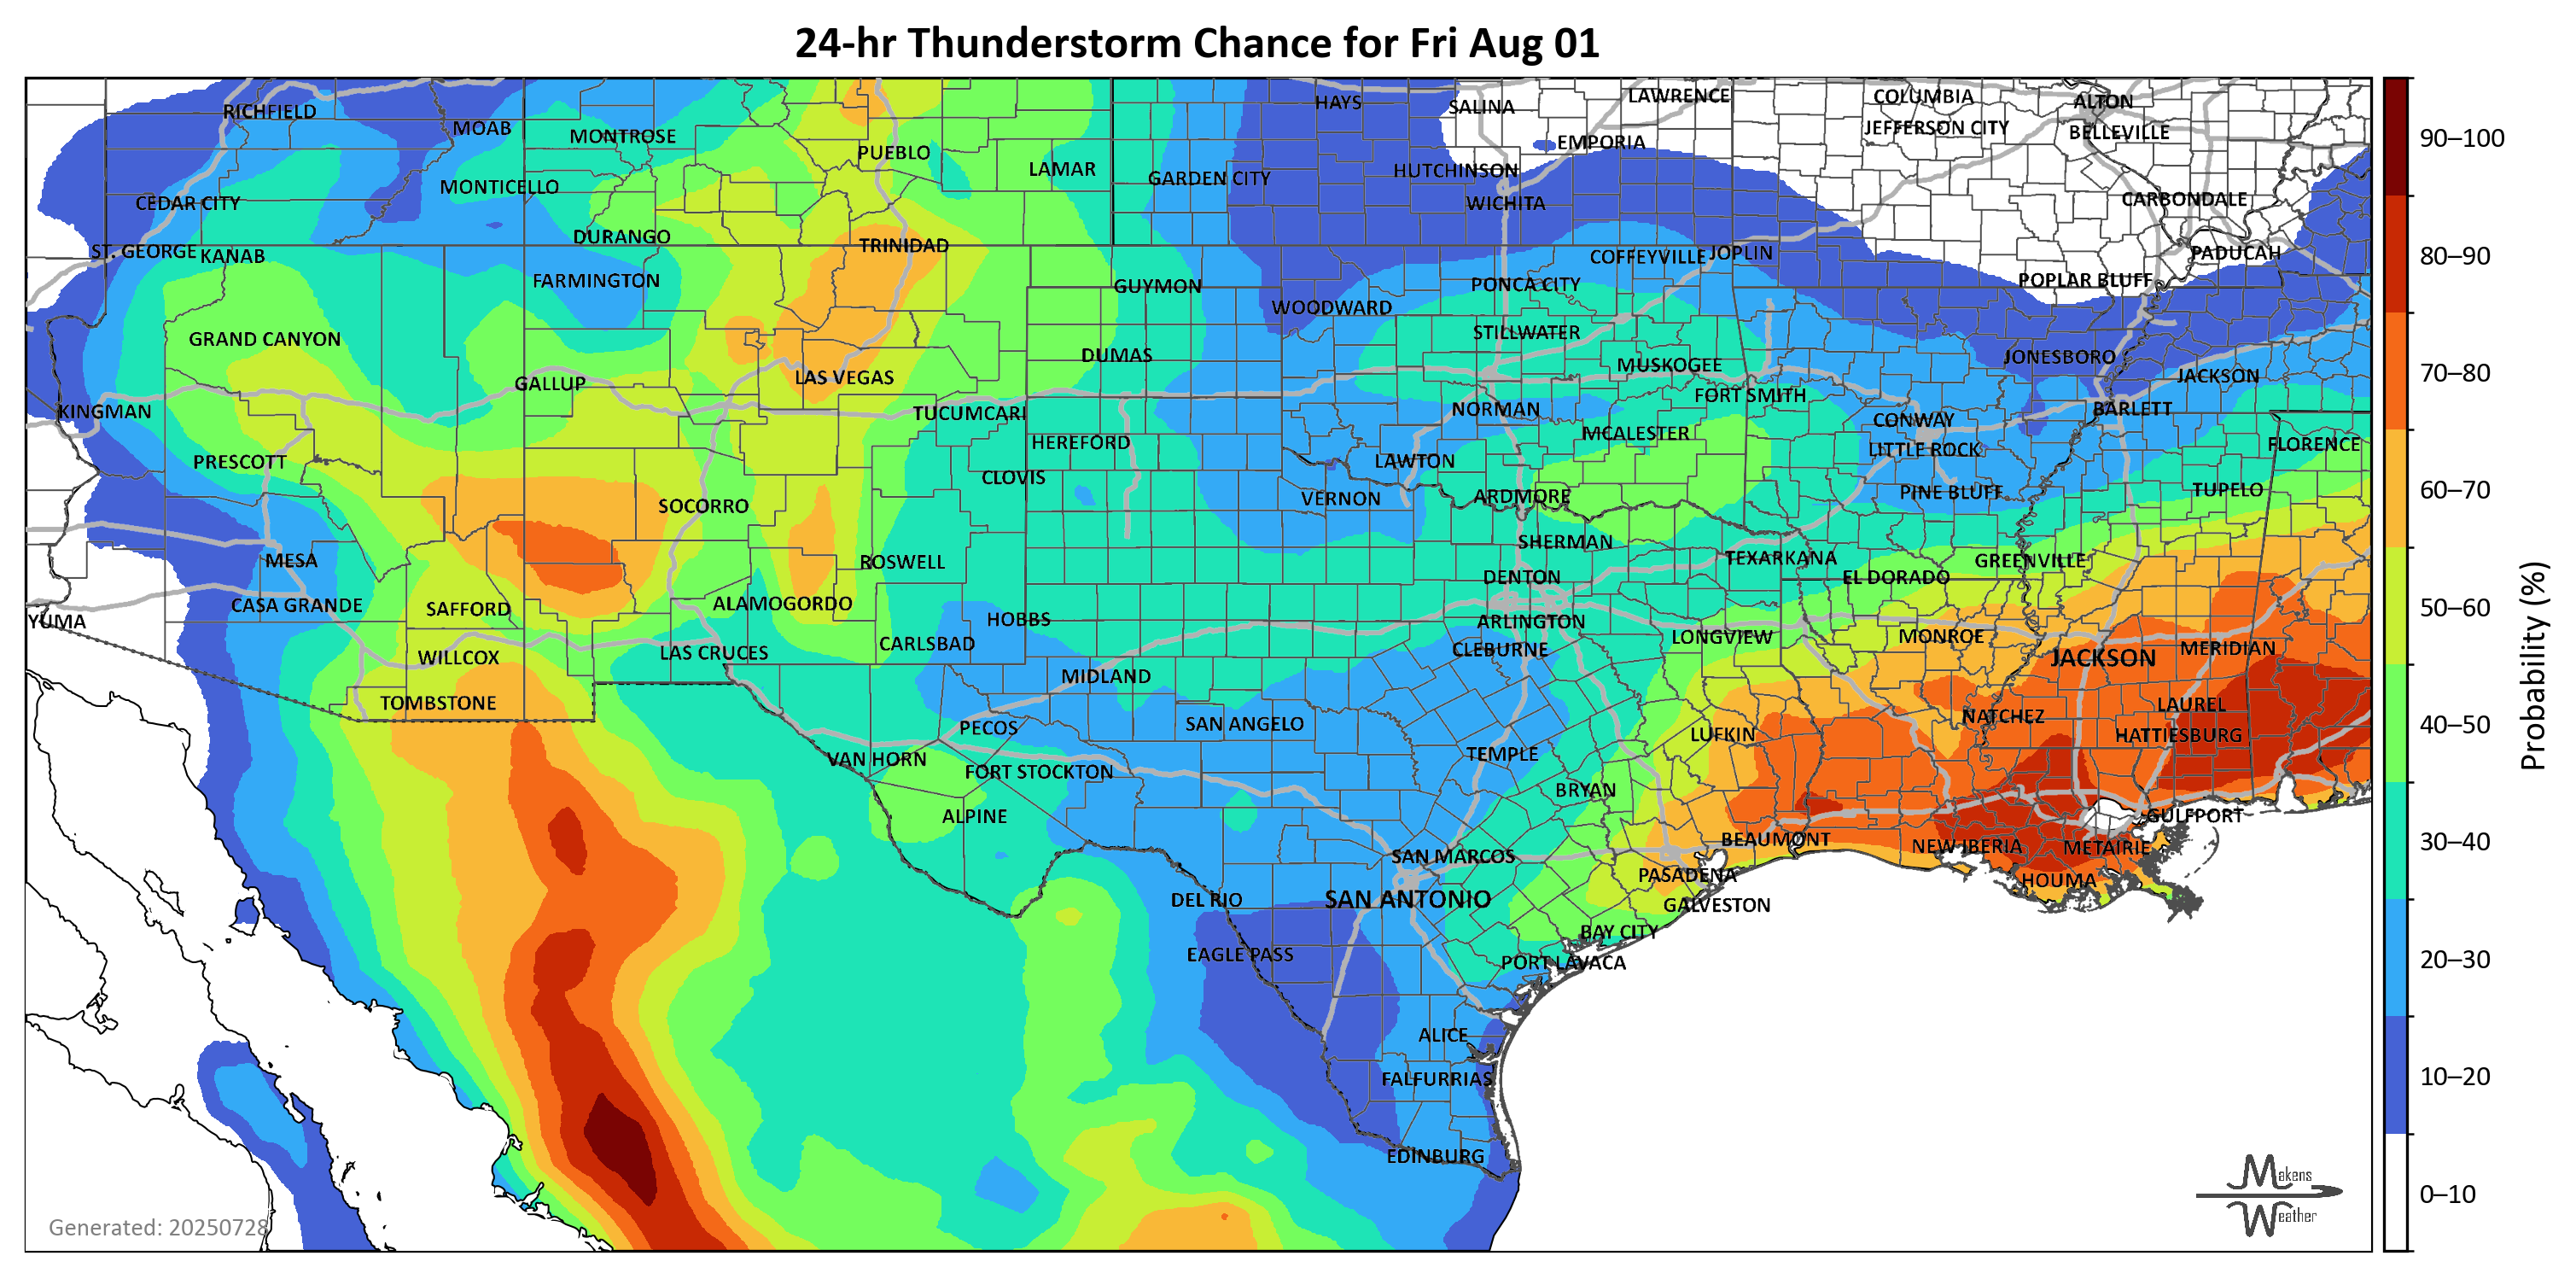 24-hr Thunderstorm Chance for Fri Aug 01
RICHFIELD
MOAB
MONTROSE
PUEBLO
LAMAR
HAYS
SALINA
LAWRENCE
COLUMBIA
ALTON
EMPORIA
JEFFERSON CITY
BELLEVILLE
MONTICELLO
GARDEN CITY
HUTCHINSON
CEDAR CITY
WICHITA
CARBONDALE
DURANGO
TRINIDAD
ST. GEORGE
KANAB
COFFEYVILLE
JOPLIN
PADUCAH
FARMINGTON
GUYMON
PONCA CITY
POPLAR BLUFF
WOODWARD
GRAND CANYON
STILLWATER
DUMAS
MUSKOGEE
JONESBORO
GALLUP
LAS VEGAS
JACKSON
KINGMAN
TUCUMCARI
NORMAN
FORT SMITH
BARLETT
CONWAY
HEREFORD
MCALESTER
LITTLE ROCK
FLORENCE
PRESCOTT
CLOVIS
LAWTON
SOCORRO
VERNON
ARDMORE
PINE BLUFF
TUPELO
MESA
ROSWELL
SHERMAN
TEXARKANA
GREENVILLE
DENTON
EL DORADO
CASA GRANDE
SAFFORD
ALAMOGORDO
YUMA
HOBBS
ARLINGTON
WILLCOX
LAS CRUCES
CARLSBAD
CLEBURNE
LONGVIEW
MONROE
JACKSON
MERIDIAN
MIDLAND
TOMBSTONE
PECOS
SAN ANGELO
NATCHEZ
LAUREL
LUFKIN
HATTIESBURG
VAN HORN
FORT STOCKTON
TEMPLE
BRYAN
ALPINE
GULFPORT
SAN MARCOS
BEAUMONT
NEW IBERIA
METAIRIE
PASADENA
HOUMA
DEL RIO
SAN ANTONIO
GALVESTON
BAY CITY
EAGLE PASS
PORT LAVACA
ALICE
FALFURRIAS
EDINBURG
Generated: 20250728
Makens
Weather
90–100
80–90
70–80
60–70
50–60
40–50
30–40
20–30
10–20
0–10
Probability (%)